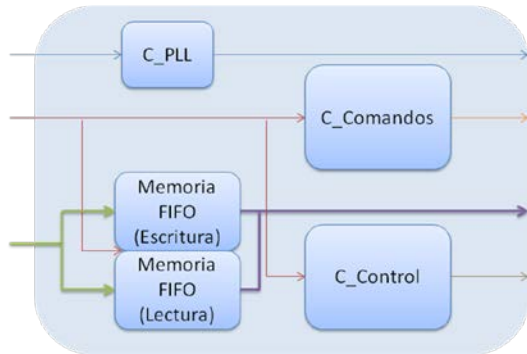 C_PLL
C_Comandos
Memoria
FIFO
(Escritura)
Memoria
FIFO
(Lectura)
C_Control